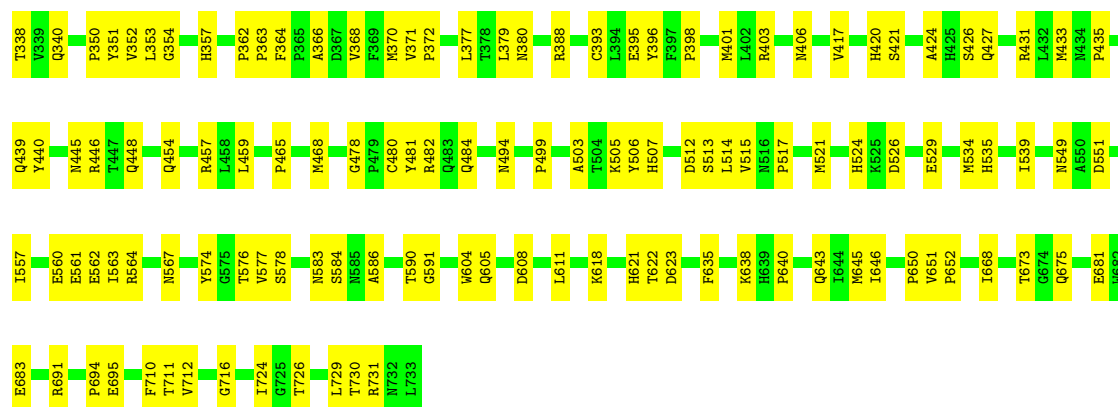 T338 V339 Q340 P350 Y351 V352 L353 G354 H357 P362 P363 F364 P365 A366 D367 V368 F369 M370 V371 P372 L377 T378 L379 N380 R388 C393 L394 E395 Y396 F397 P398 M401 L402 R403 N406 V417 H420 S421 A424 H425 S426 Q427 R431 L432 M433 N434 P435
Q439 Y440 N445 R446 T447 Q448 Q454 R457 L458 L459 P465 M468 G478 P479 C480 Y481 R482 Q483 Q484 N494 P499 A503 T504 K505 Y506 H507 D512 S513 L514 V515 N516 P517 M521 H524 K525 D526 E529 M534 H535 I539 N549 A550 D551
I557 E560 E561 E562 I563 R564 N567 Y574 G575 T576 V577 S578 N583 S584 N585 A586 T590 G591 W604 Q605 D608 L611 K618 H621 T622 D623 F635 K638 H639 P640 Q643 I644 M645 I646 P650 V651 P652 I668 T673 G674 Q675 E681 W682
E683 R691 P694 E695 F710 T711 V712 G716 I724 G725 T726 L729 T730 R731 N732 L733